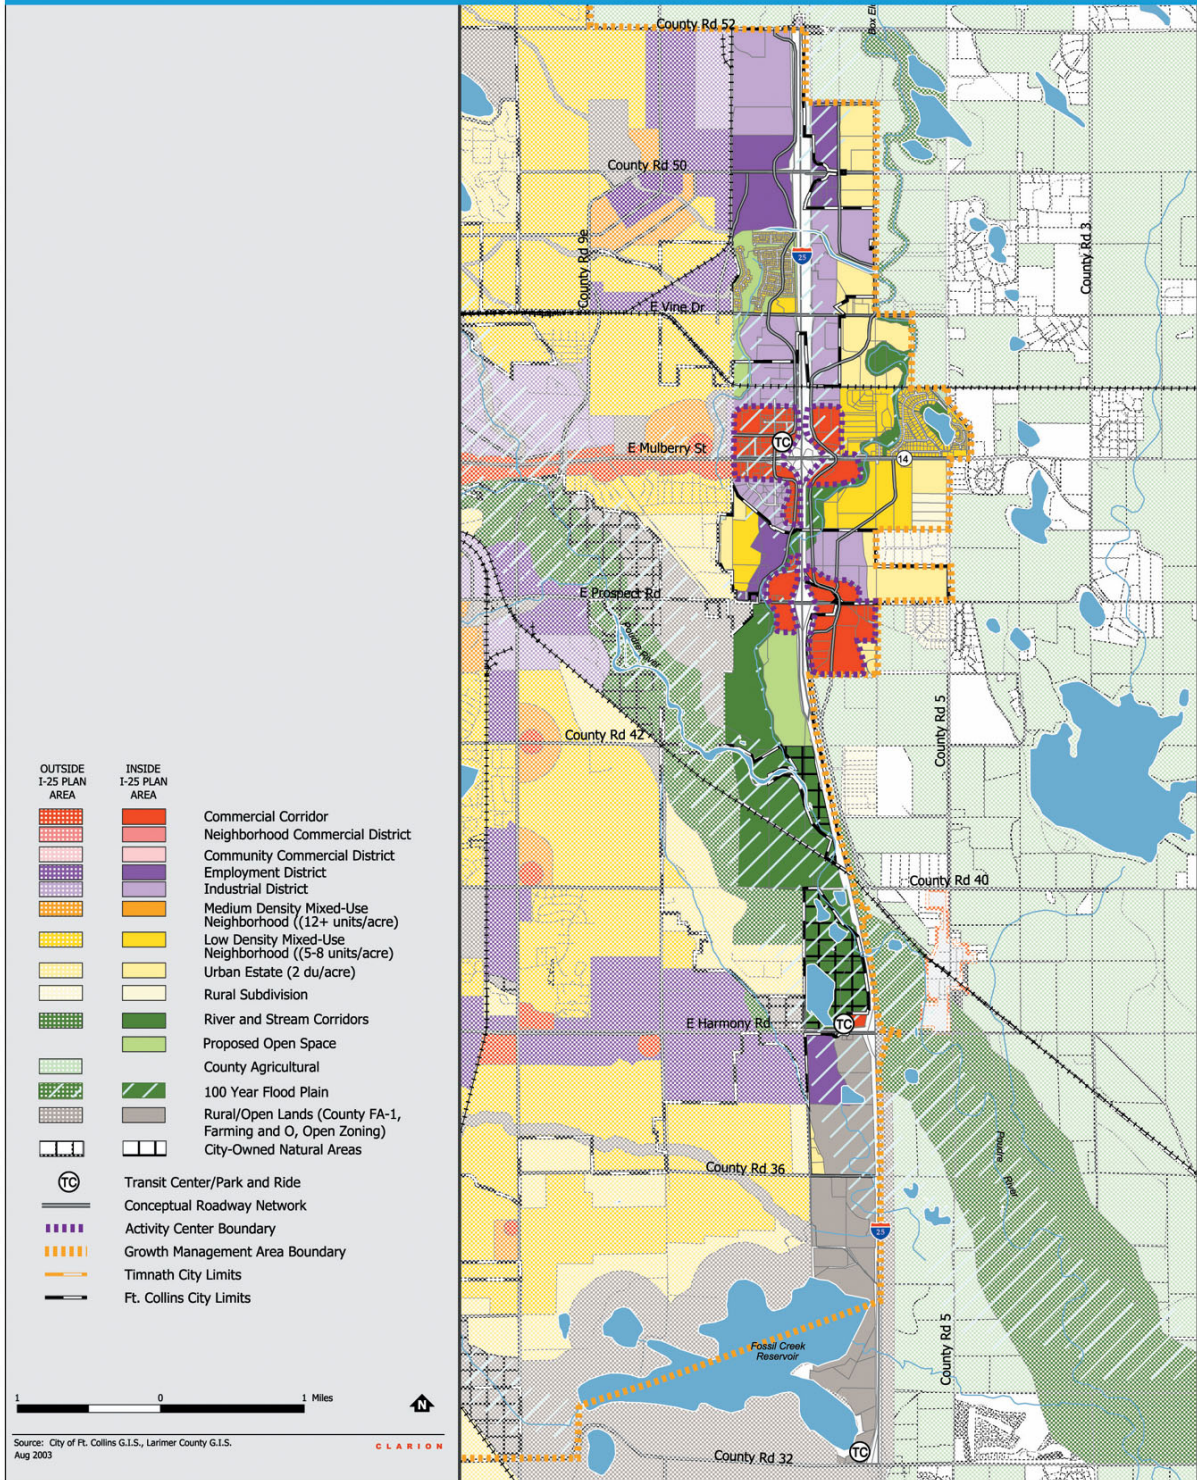 County Rd 52
Box El
County Rd 50
County Rd 9e
County Rd 3
25
E Vine Dr
E Mulberry St
TC
14
E Prospect Rd
Poudre River
County Rd 42
County Rd 5
County Rd 40
E Harmony Rd
TC
Poudre
River
County Rd 36
25
Fossil Creek
Reservoir
County Rd 5
County Rd 32
TC
OUTSIDE
I-25 PLAN
AREA
INSIDE
I-25 PLAN
AREA
Commercial Corridor
Neighborhood Commercial District
Community Commercial District
Employment District
Industrial District
Medium Density Mixed-Use
Neighborhood ((12+ units/acre)
Low Density Mixed-Use
Neighborhood ((5-8 units/acre)
Urban Estate (2 du/acre)
Rural Subdivision
River and Stream Corridors
Proposed Open Space
County Agricultural
100 Year Flood Plain
Rural/Open Lands (County FA-1,
Farming and O, Open Zoning)
City-Owned Natural Areas
TC Transit Center/Park and Ride
Conceptual Roadway Network
Activity Center Boundary
Growth Management Area Boundary
Timnath City Limits
Ft. Collins City Limits
1 0 1 Miles
N
Source: City of Ft. Collins G.I.S., Larimer County G.I.S.
Aug 2003
CLARION